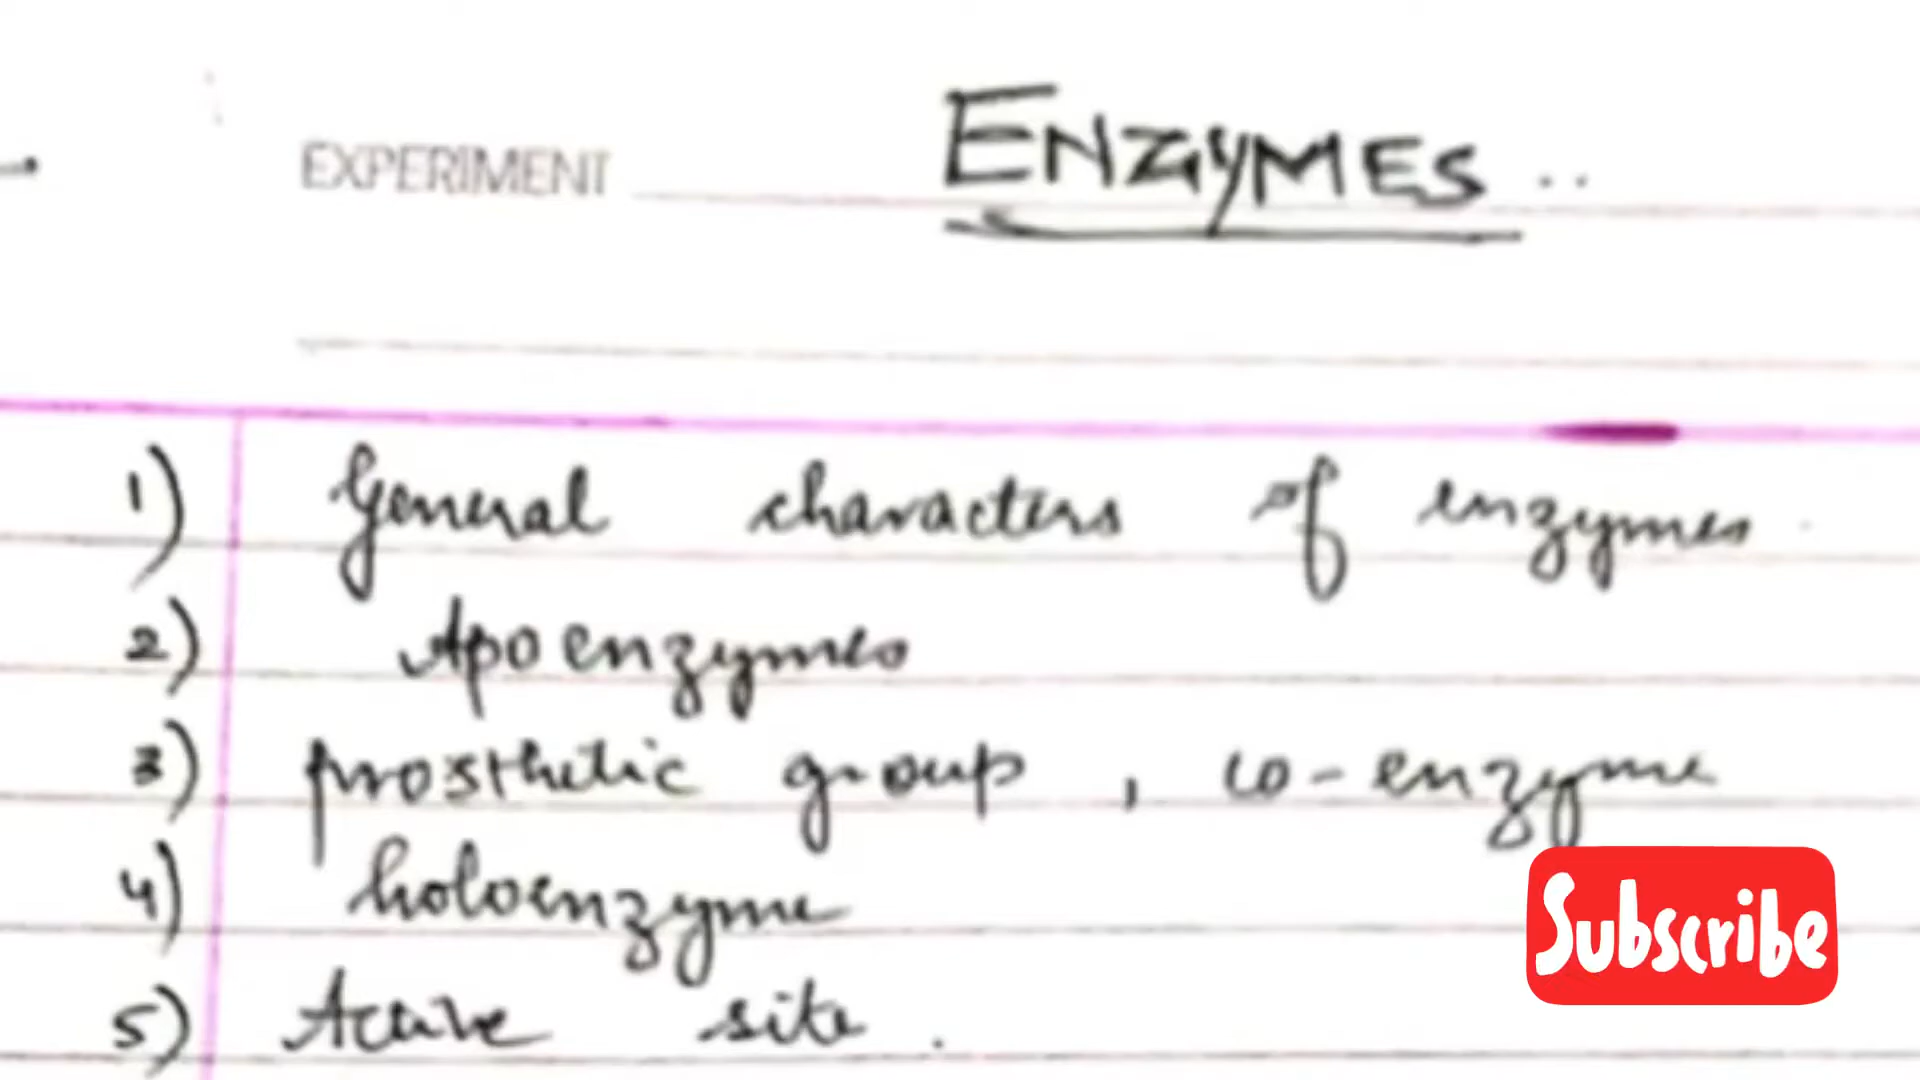 EXPERIMENT ENZYMES..
1) General characters of enzymes.
2) Apoenzymes
3) prosthetic group, co-enzyme
4) holoenzyme
5) Active site.
Subscribe